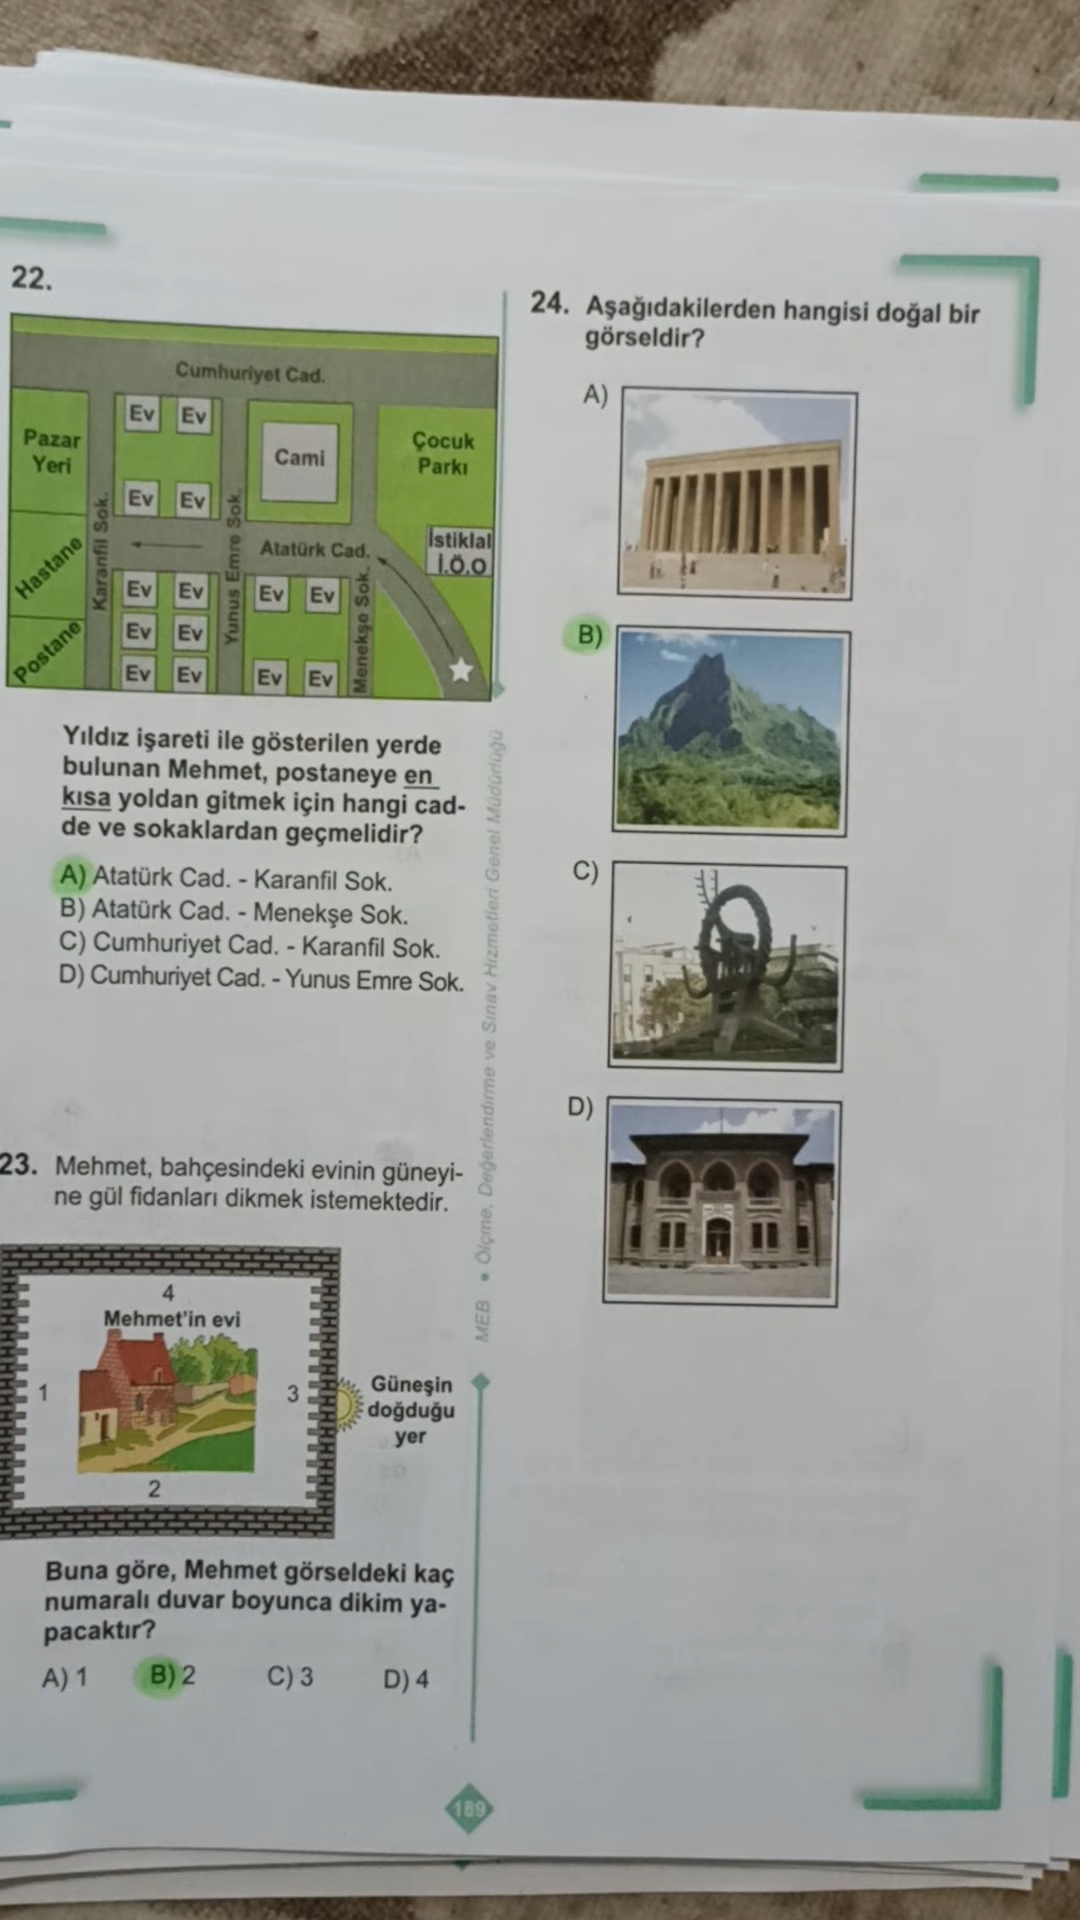 22.
Cumhuriyet Cad.
Pazar
Yeri
Hastane
Postane
Karanfil Sok.
Ev Ev
Ev Ev
Yunus Emre Sok.
Cami
Çocuk
Parkı
İstiklal
İ.Ö.O
Atatürk Cad.
Menekşe Sok.
Ev Ev Ev Ev
Ev Ev
Ev Ev Ev Ev
Yıldız işareti ile gösterilen yerde
bulunan Mehmet, postaneye en
kısa yoldan gitmek için hangi cad-
de ve sokaklardan geçmelidir?
A) Atatürk Cad. - Karanfil Sok.
B) Atatürk Cad. - Menekşe Sok.
C) Cumhuriyet Cad. - Karanfil Sok.
D) Cumhuriyet Cad. - Yunus Emre Sok.
23. Mehmet, bahçesindeki evinin güneyi-
ne gül fidanları dikmek istemektedir.
4
Mehmet'in evi
1
3
2
Güneşin
doğduğu
yer
Buna göre, Mehmet görseldeki kaç
numaralı duvar boyunca dikim ya-
pacaktır?
A) 1 B) 2 C) 3 D) 4
MEB • Ölçme, Değerlendirme ve Sınav Hizmetleri Genel Müdürlüğü
24. Aşağıdakilerden hangisi doğal bir
görseldir?
A)
B)
C)
D)
189